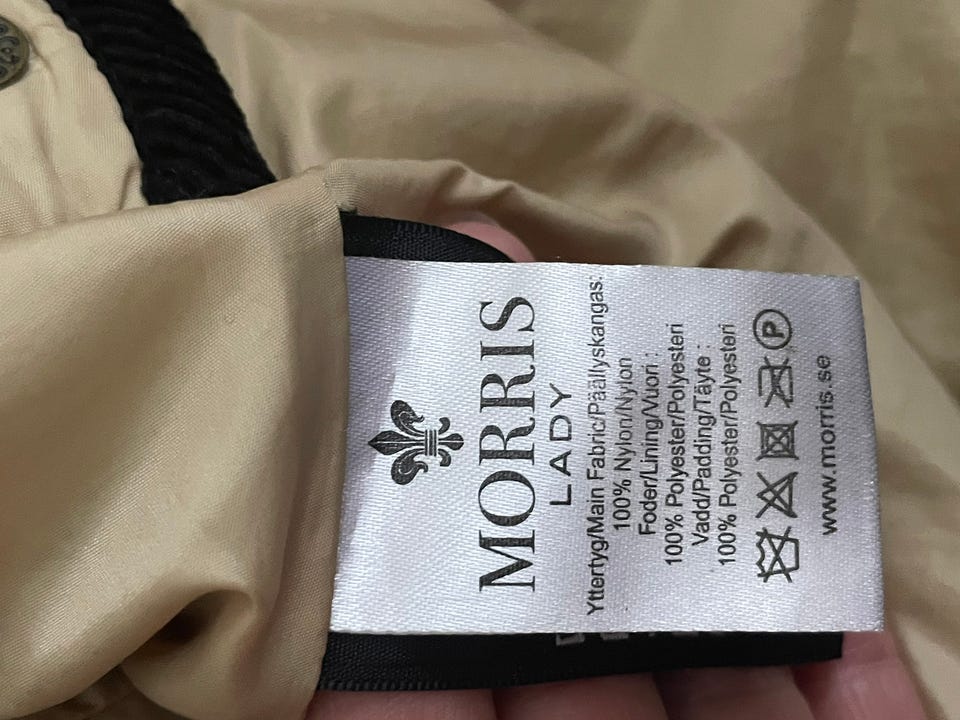 MORRIS
LADY
Yttertyg/Main Fabric/Päällyskangas:
100% Nylon/Nylon
Foder/Lining/Vuori :
100% Polyester/Polyesteri
Vadd/Padding/Täyte :
100% Polyester/Polyesteri
P
www.morris.se